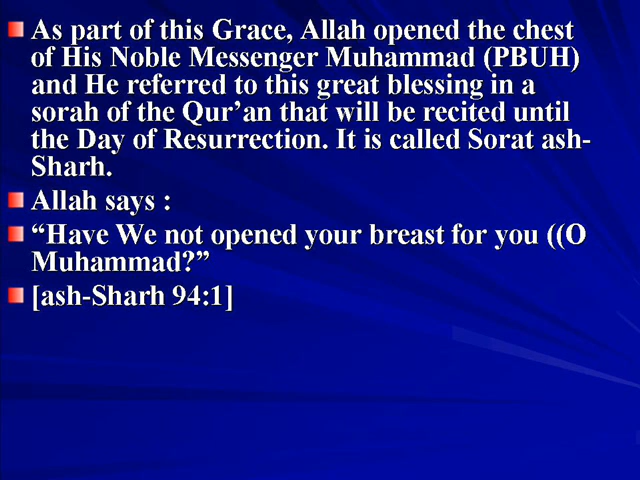 As part of this Grace, Allah opened the chest
of His Noble Messenger Muhammad (PBUH)
and He referred to this great blessing in a
sorah of the Qur’an that will be recited until
the Day of Resurrection. It is called Sorat ash-
Sharh.
Allah says :
“Have We not opened your breast for you ((O
Muhammad?”
[ash-Sharh 94:1]